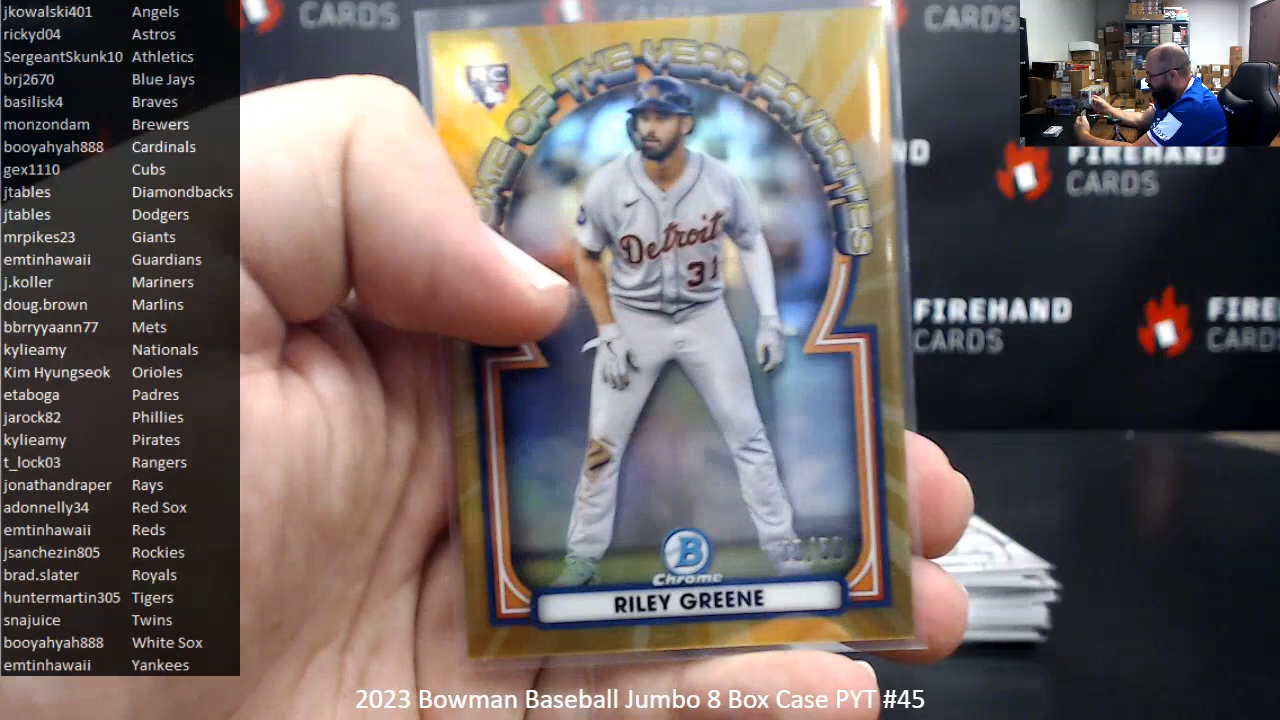 jkowalski401 Angels
rickyd04 Astros
SergeantSkunk10 Athletics
brj2670 Blue Jays
basilisk4 Braves
monzondam Brewers
booyahyah888 Cardinals
gex1110 Cubs
jtables Diamondbacks
jtables Dodgers
mrpikes23 Giants
emtinhawaii Guardians
j.koller Mariners
doug.brown Marlins
bbrryyaann77 Mets
kylieamy Nationals
Kim Hyungseok Orioles
etaboga Padres
jarock82 Phillies
kylieamy Pirates
t_lock03 Rangers
jonathandraper Rays
adonnelly34 Red Sox
emtinhawaii Reds
jsanchezin805 Rockies
brad.slater Royals
huntermartin305 Tigers
snajuice Twins
booyahyah888 White Sox
emtinhawaii Yankees
CARDS
CARDS
RC
OF THE YEAR FAVORITES
Detroit
31
B
Chrome
RILEY GREENE
FIREHAND
CARDS
FIREHAND
CARDS
FIRE
CARD
2023 Bowman Baseball Jumbo 8 Box Case PYT #45